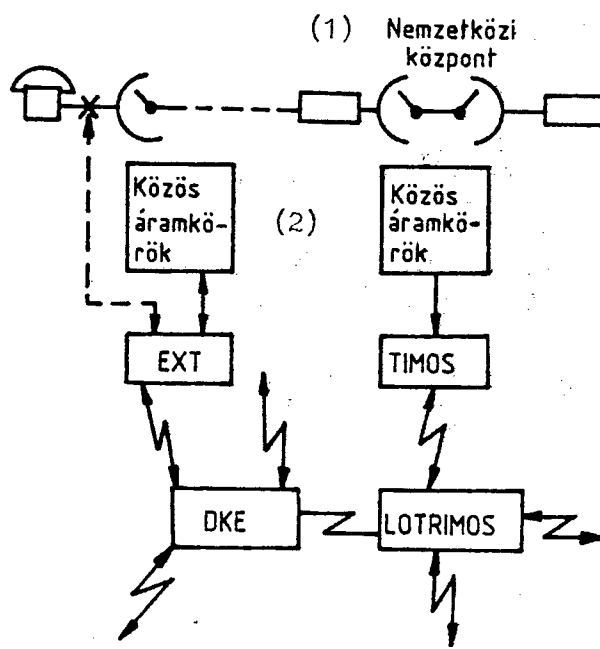 (1) Nemzetközi
központ
Közös
áramkö-
rök
(2)
Közös
áramkö-
rök
EXT
TIMOS
DKE
LOTRIMOS